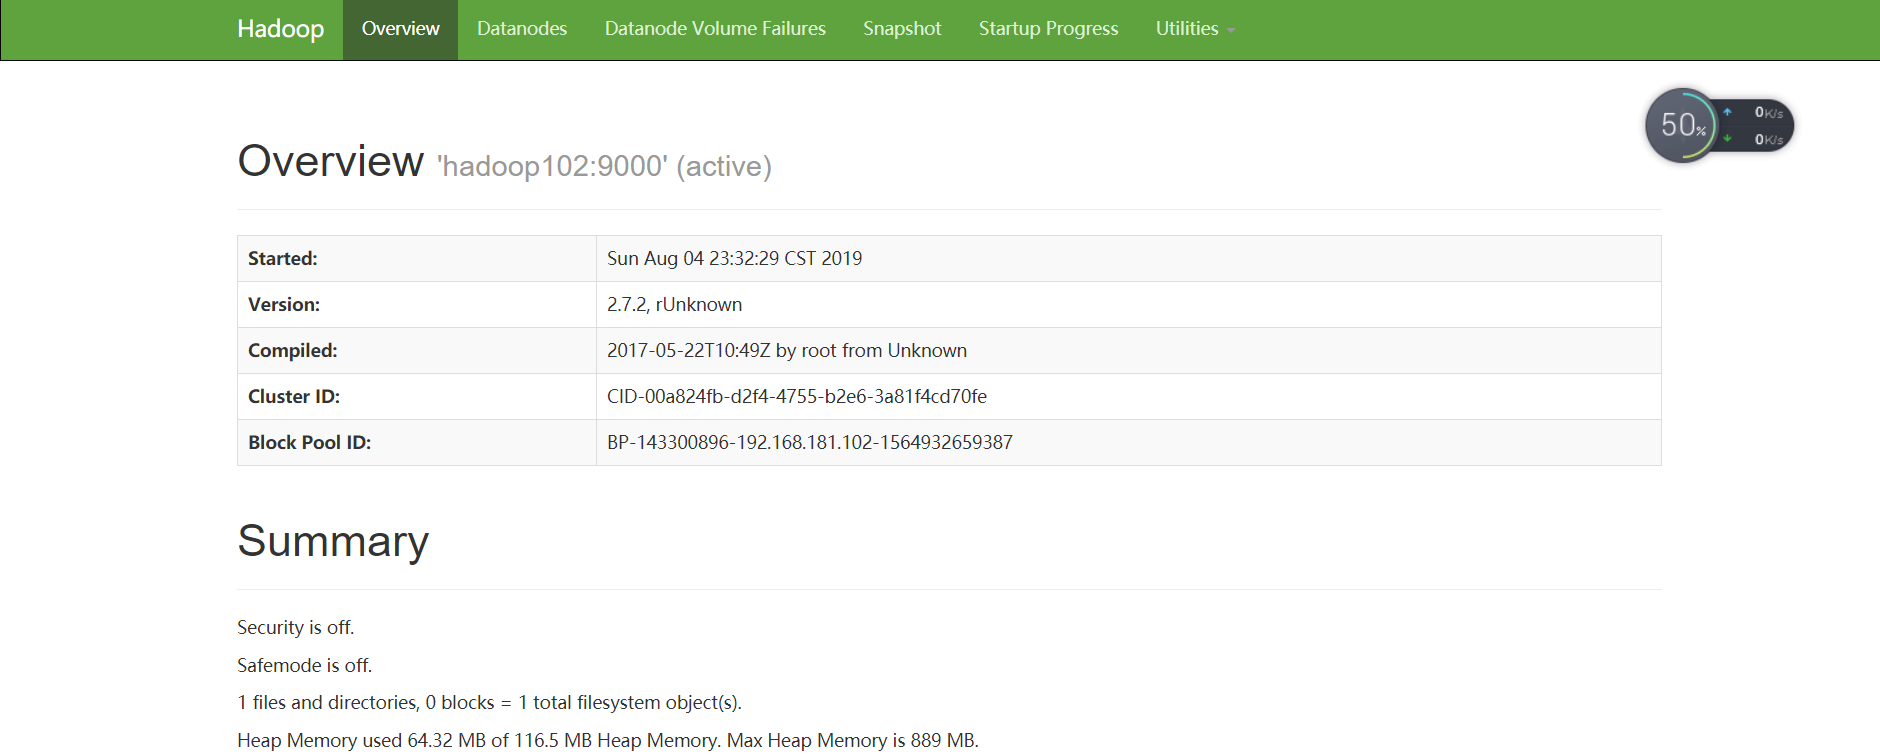 Hadoop Overview Datanodes Datanode Volume Failures Snapshot Startup Progress Utilities
50% 0K/s
0K/s
Overview 'hadoop102:9000' (active)
Started: Sun Aug 04 23:32:29 CST 2019
Version: 2.7.2, rUnknown
Compiled: 2017-05-22T10:49Z by root from Unknown
Cluster ID: CID-00a824fb-d2f4-4755-b2e6-3a81f4cd70fe
Block Pool ID: BP-143300896-192.168.181.102-1564932659387
Summary
Security is off.
Safemode is off.
1 files and directories, 0 blocks = 1 total filesystem object(s).
Heap Memory used 64.32 MB of 116.5 MB Heap Memory. Max Heap Memory is 889 MB.